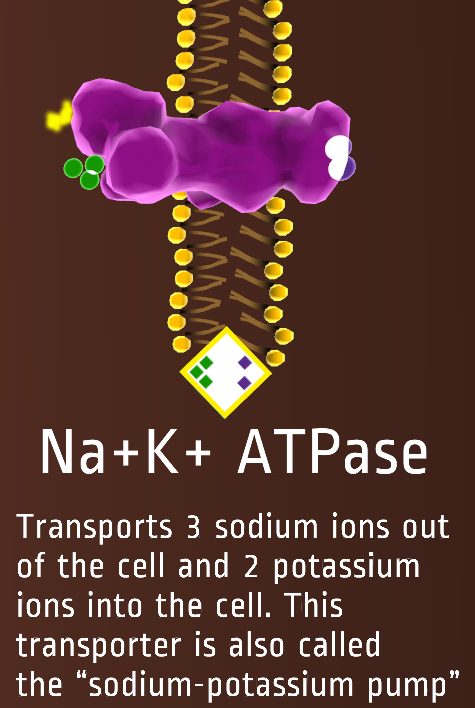 Na+K+ ATPase
Transports 3 sodium ions out
of the cell and 2 potassium
ions into the cell. This
transporter is also called
the “sodium-potassium pump”